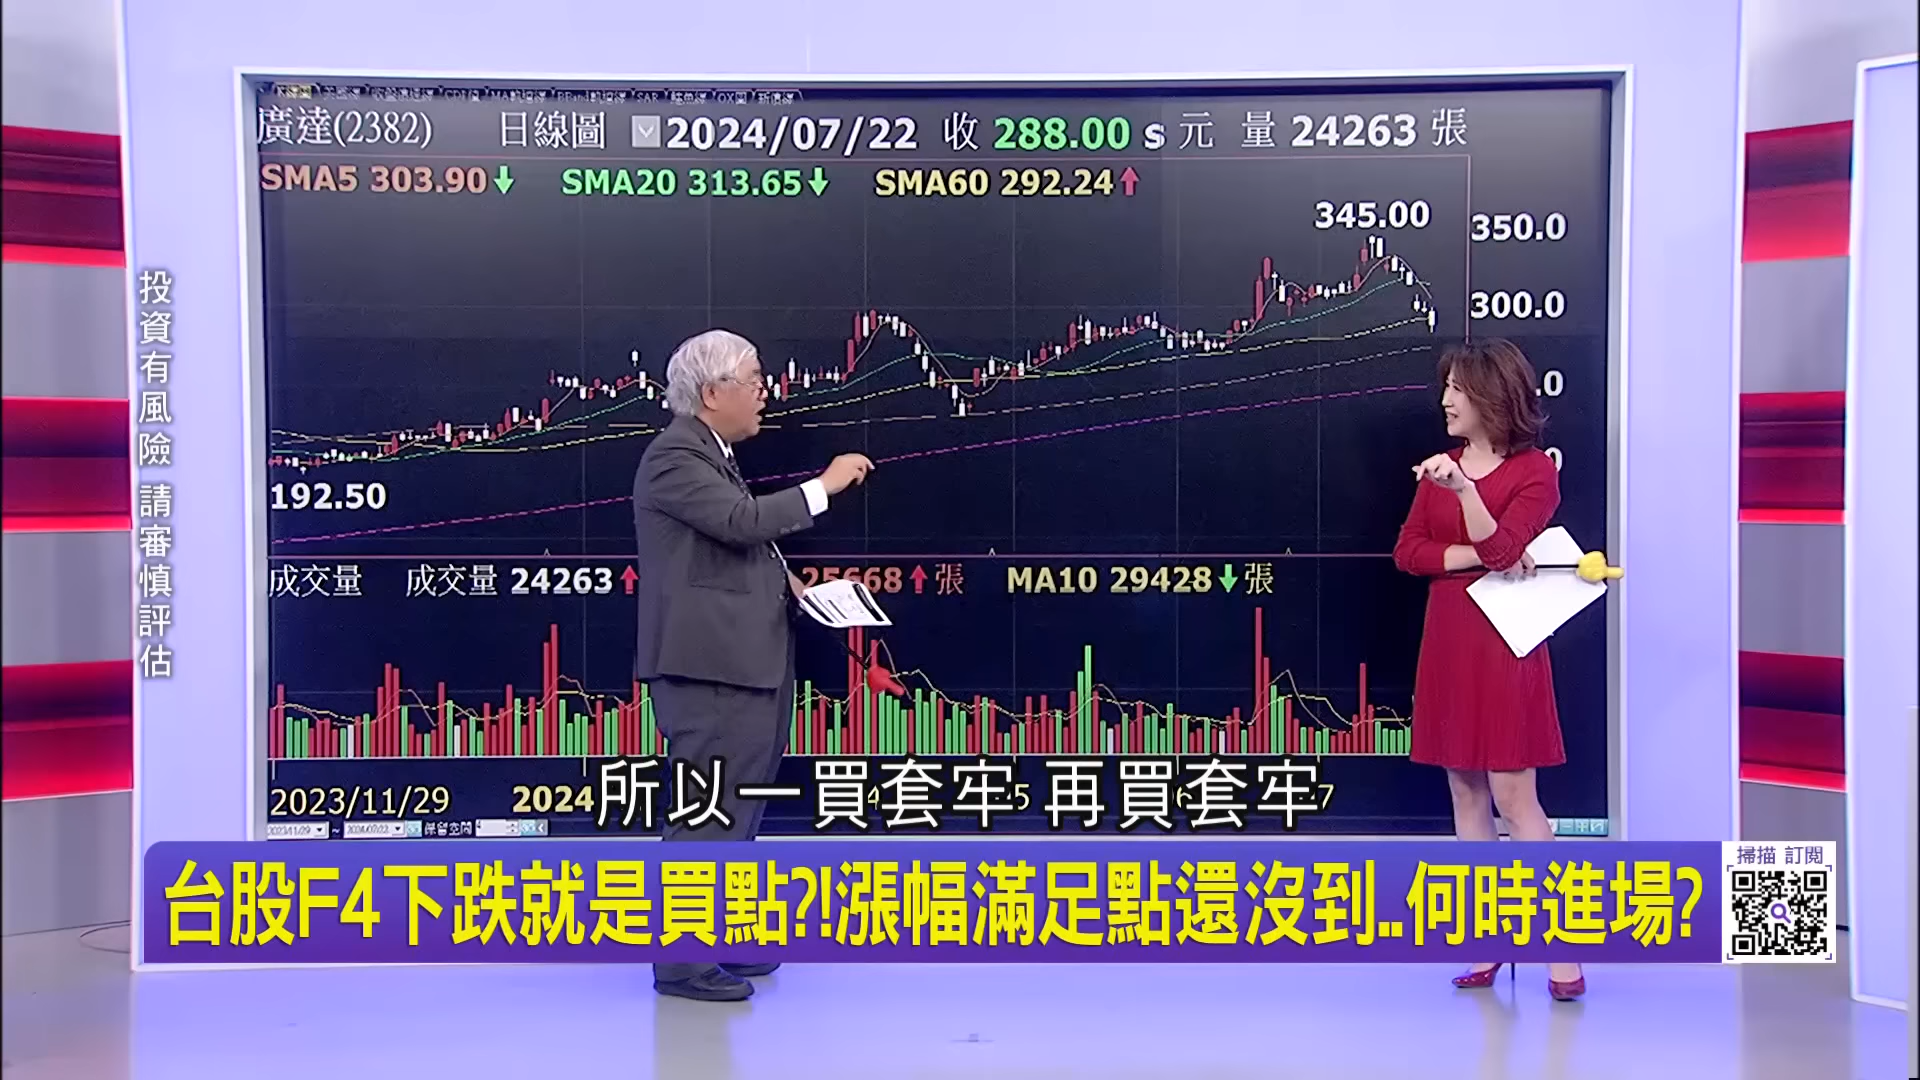 廣達(2382) 日線圖 2024/07/22 收 288.00 s 元 量 24263 張
SMA5 303.90↓ SMA20 313.65↓ SMA60 292.24↑
345.00
350.0
300.0
192.50
投資有風險 請審慎評估
成交量 成交量 24263↑ 25668↑張 MA10 29428↓張
2023/11/29 2024
所以一買套牢 再買套牢
台股F4下跌就是買點?!漲幅滿足點還沒到..何時進場?
掃描 訂閱